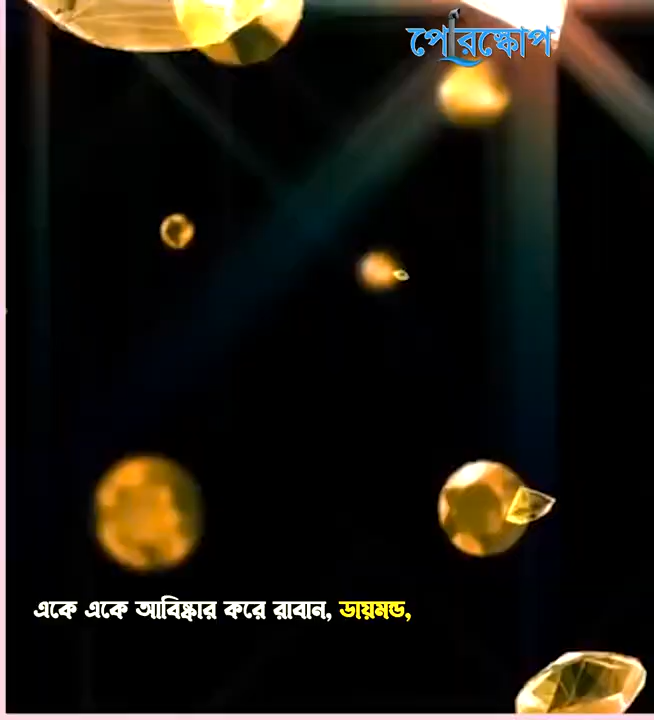 পেরিস্কোপ
একে একে আবিষ্কার করে রাবান, ডায়মন্ড,